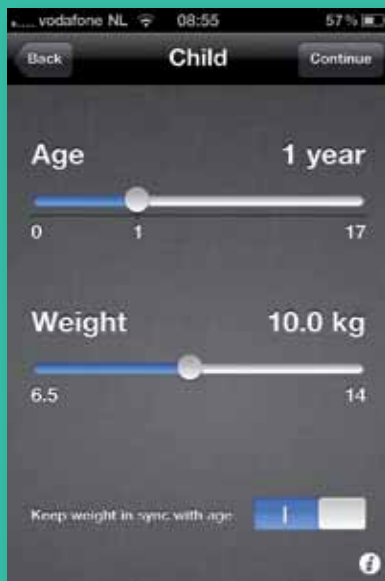 vodafone NL 08:55 57%
Back Child Continue
Age 1 year
0 1 17
Weight 10.0 kg
6.5 14
Keep weight in sync with age